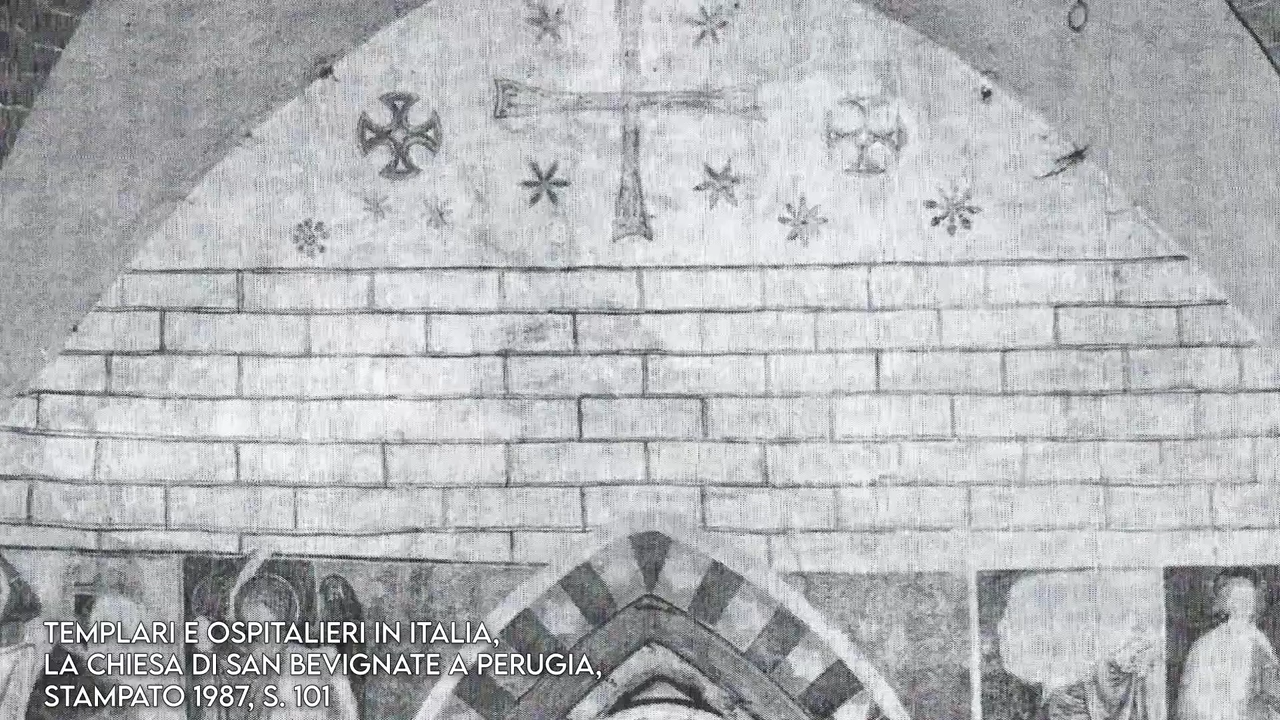 TEMPLARI E OSPITALIERI IN ITALIA,
LA CHIESA DI SAN BEVIGNATE A PERUGIA,
STAMPATO 1987, S. 101